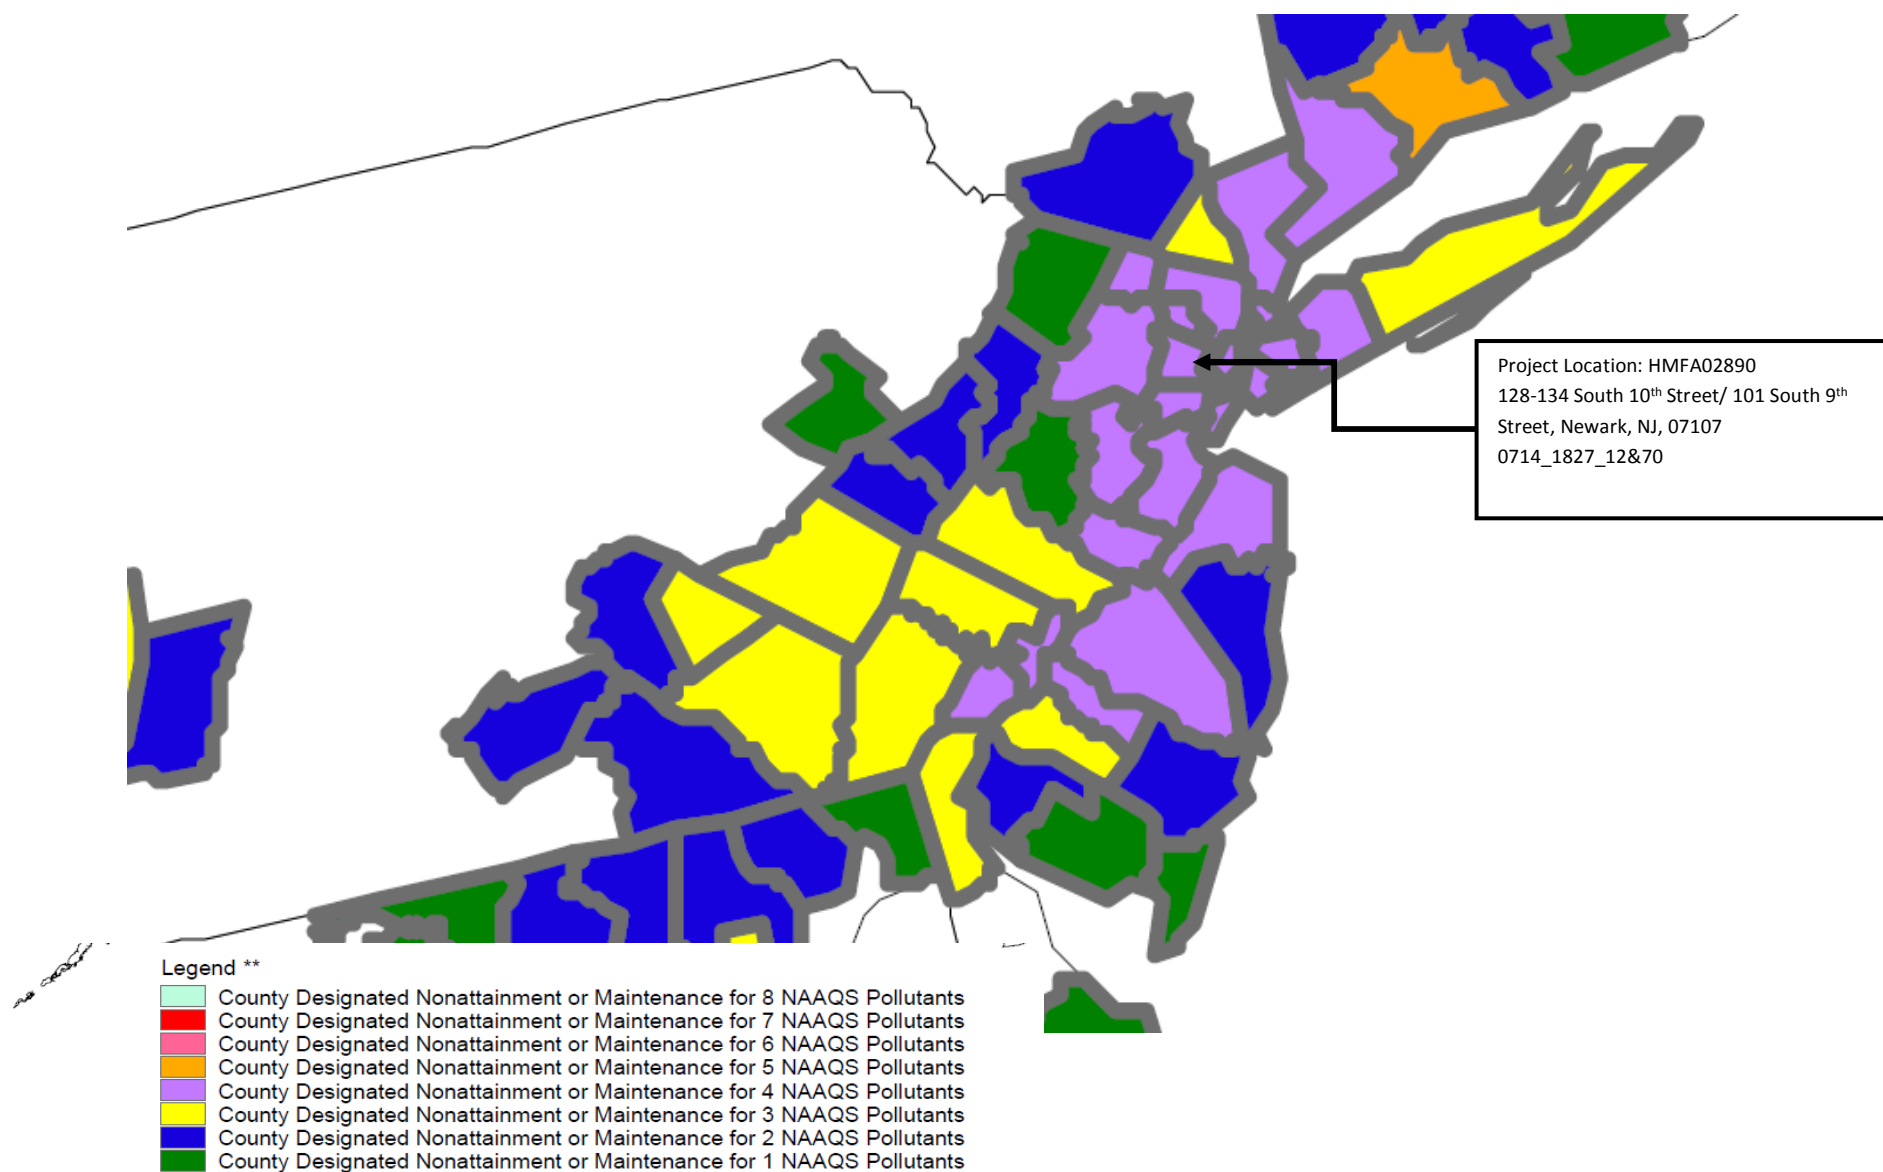 Project Location: HMFA02890
128-134 South 10th Street/ 101 South 9th
Street, Newark, NJ, 07107
0714_1827_12&70
Legend **
County Designated Nonattainment or Maintenance for 8 NAAQS Pollutants
County Designated Nonattainment or Maintenance for 7 NAAQS Pollutants
County Designated Nonattainment or Maintenance for 6 NAAQS Pollutants
County Designated Nonattainment or Maintenance for 5 NAAQS Pollutants
County Designated Nonattainment or Maintenance for 4 NAAQS Pollutants
County Designated Nonattainment or Maintenance for 3 NAAQS Pollutants
County Designated Nonattainment or Maintenance for 2 NAAQS Pollutants
County Designated Nonattainment or Maintenance for 1 NAAQS Pollutants